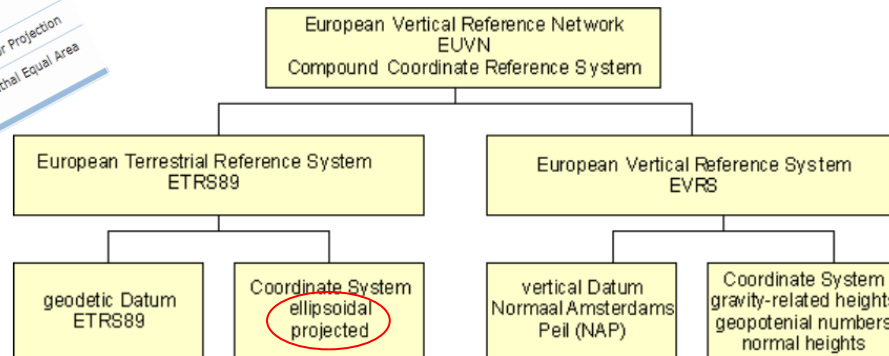 r Projection
thal Equal Area
European Vertical Reference Network
EUVN
Compound Coordinate Reference System
European Terrestrial Reference System
ETRS89
European Vertical Reference System
EVRS
geodetic Datum
ETRS89
Coordinate System
ellipsoidal
projected
vertical Datum
Normaal Amsterdams
Peil (NAP)
Coordinate System
gravity-related heights
geopotenial numbers
normal heights